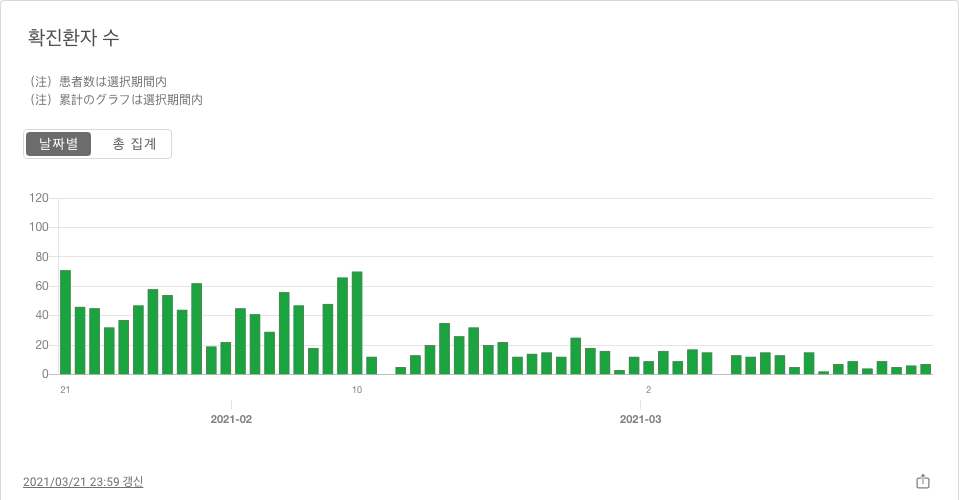 확진환자 수
（注）患者数は選択期間内
（注）累計のグラフは選択期間内
날짜별 총 집계
120
100
80
60
40
20
0
21 10 2
2021-02 2021-03
2021/03/21 23:59 갱신